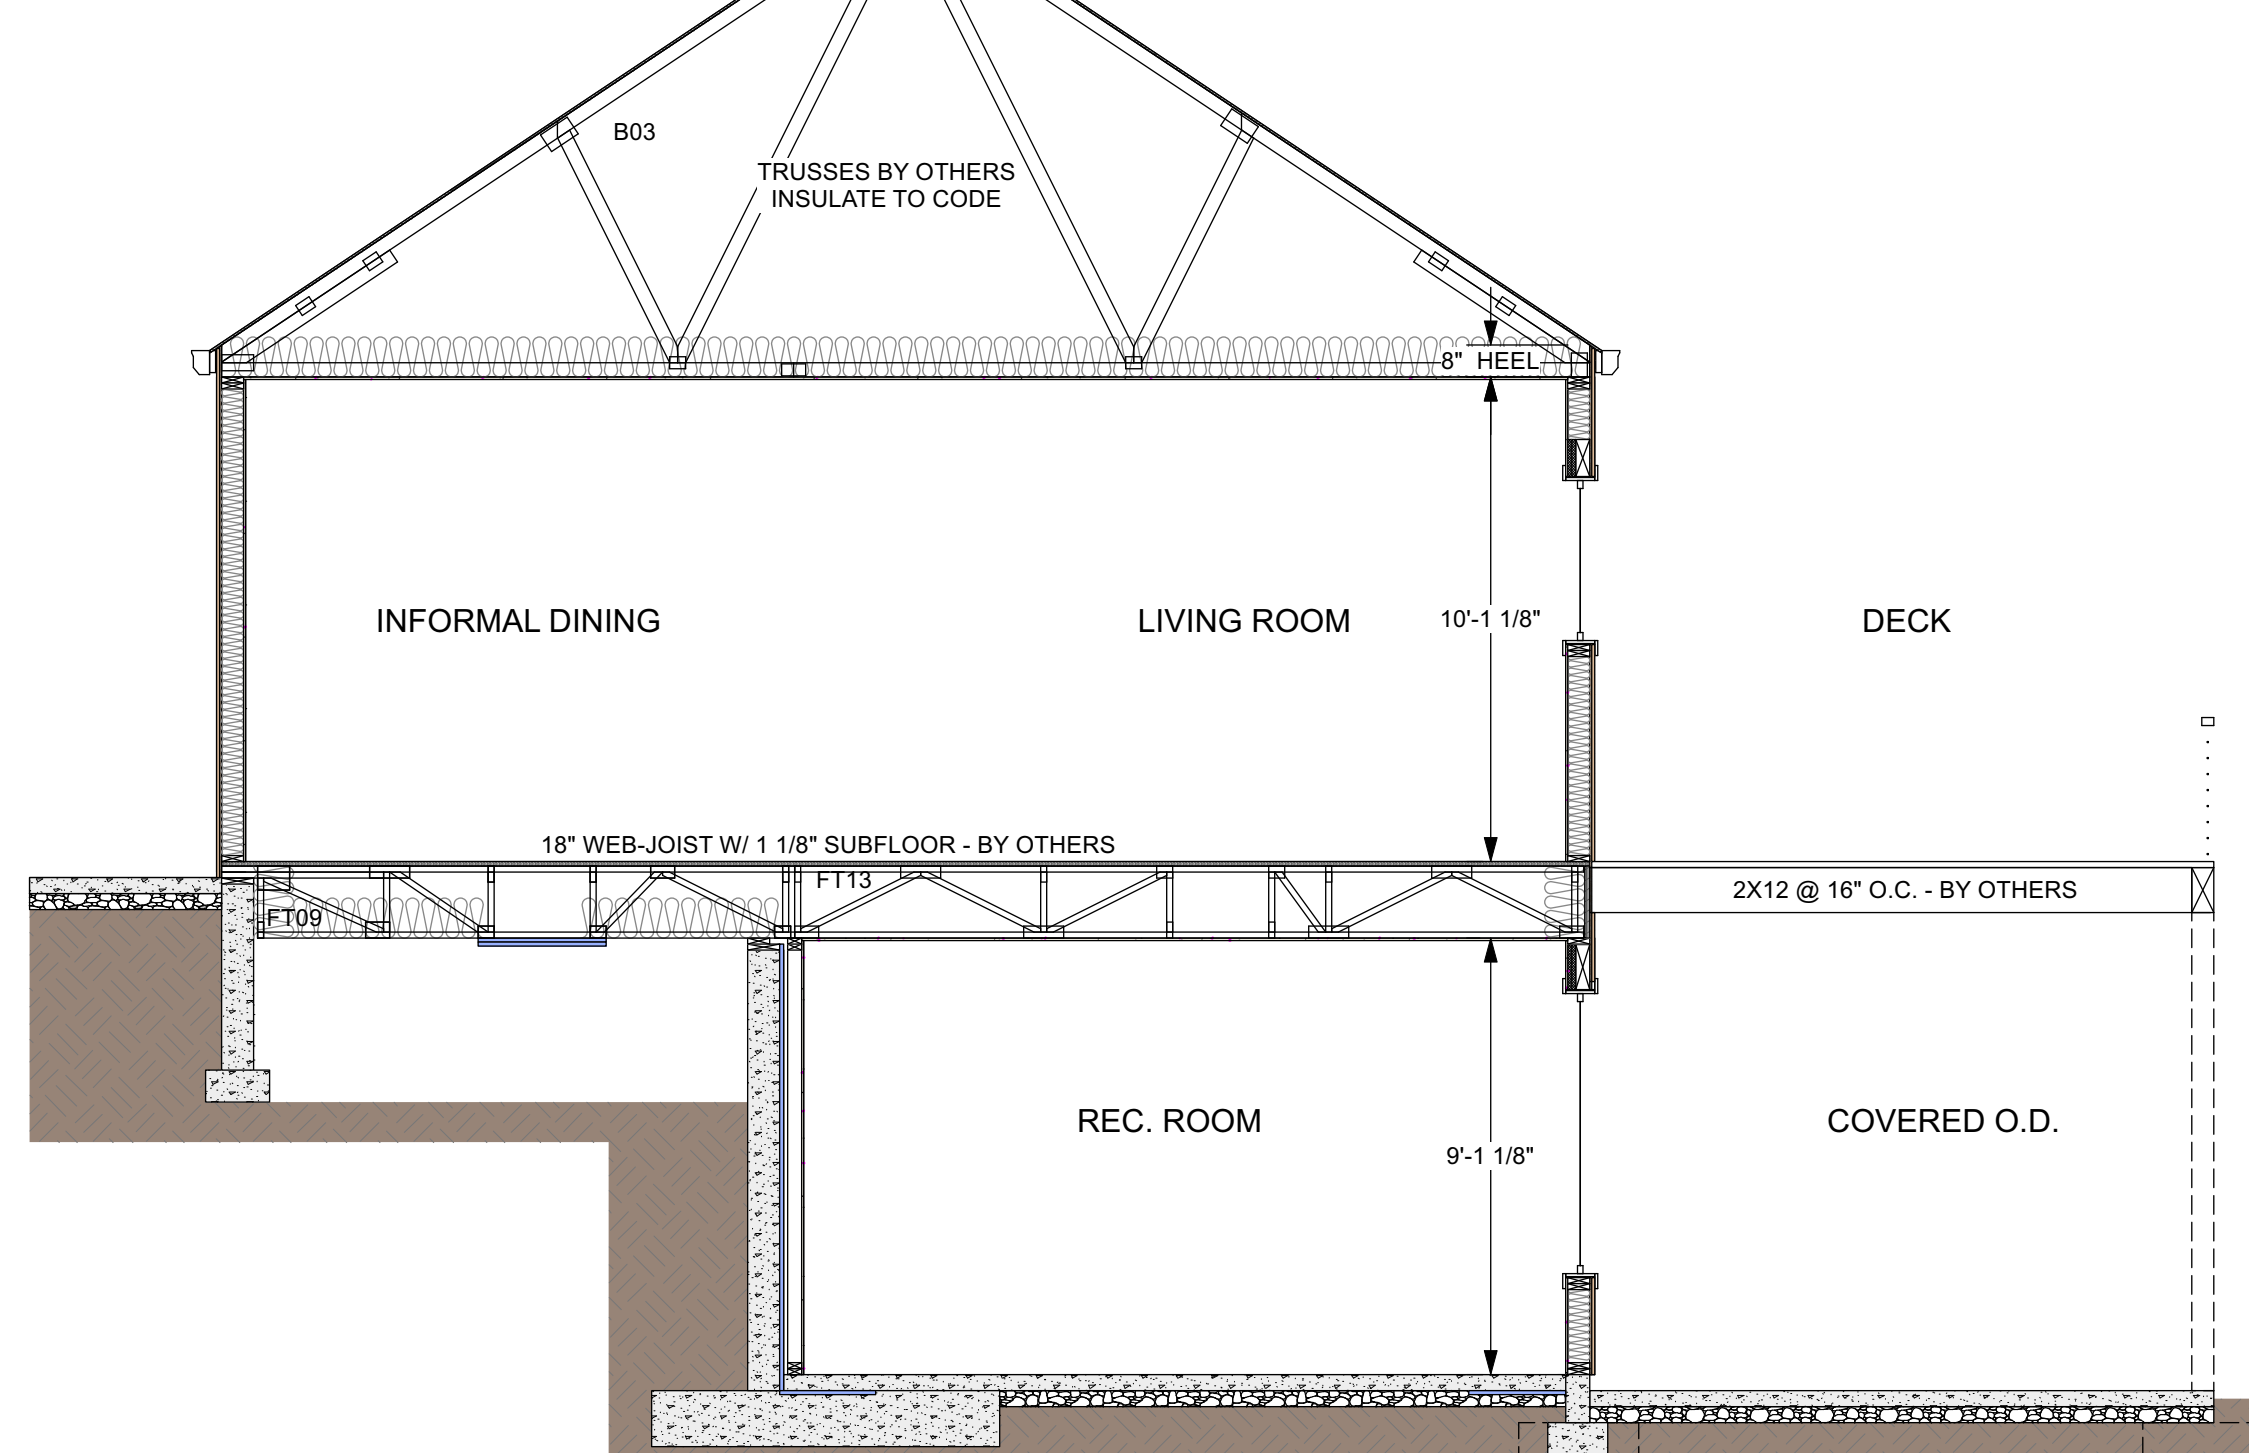 B03
TRUSSES BY OTHERS
INSULATE TO CODE
8" HEEL
INFORMAL DINING
LIVING ROOM
10'-1 1/8"
DECK
18" WEB-JOIST W/ 1 1/8" SUBFLOOR - BY OTHERS
FT13
2X12 @ 16" O.C. - BY OTHERS
FT09
REC. ROOM
COVERED O.D.
9'-1 1/8"